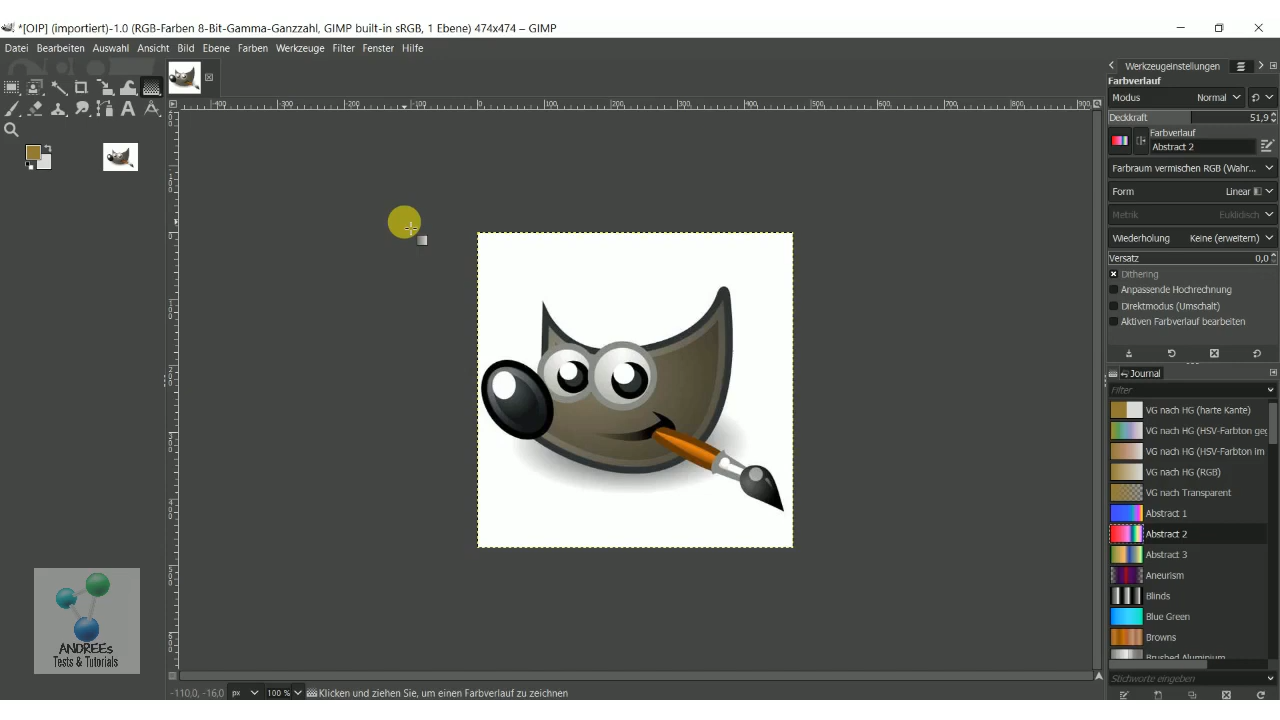 *[OIP] (importiert)-1.0 (RGB-Farben 8-Bit-Gamma-Ganzzahl, GIMP built-in sRGB, 1 Ebene) 474x474 – GIMP
Datei Bearbeiten Auswahl Ansicht Bild Ebene Farben Werkzeuge Filter Fenster Hilfe
Werkzeugeinstellungen
Farbverlauf
Modus Normal
Deckkraft 51,9
Farbverlauf
Abstract 2
Farbraum vermischen RGB (Wahr...
Form Linear
Metrik Euklidisch
Wiederholung Keine (erweitern)
Versatz 0,0
Dithering
Anpassende Hochrechnung
Direktmodus (Umschalt)
Aktiven Farbverlauf bearbeiten
Journal
Filter
VG nach HG (harte Kante)
VG nach HG (HSV-Farbton geg
VG nach HG (HSV-Farbton im
VG nach HG (RGB)
VG nach Transparent
Abstract 1
Abstract 2
Abstract 3
Aneurism
Blinds
Blue Green
Browns
Brushed Aluminium
Stichworte eingeben
ANDREEs
Tests & Tutorials
-110,0, -16,0 px 100 % Klicken und ziehen Sie, um einen Farbverlauf zu zeichnen